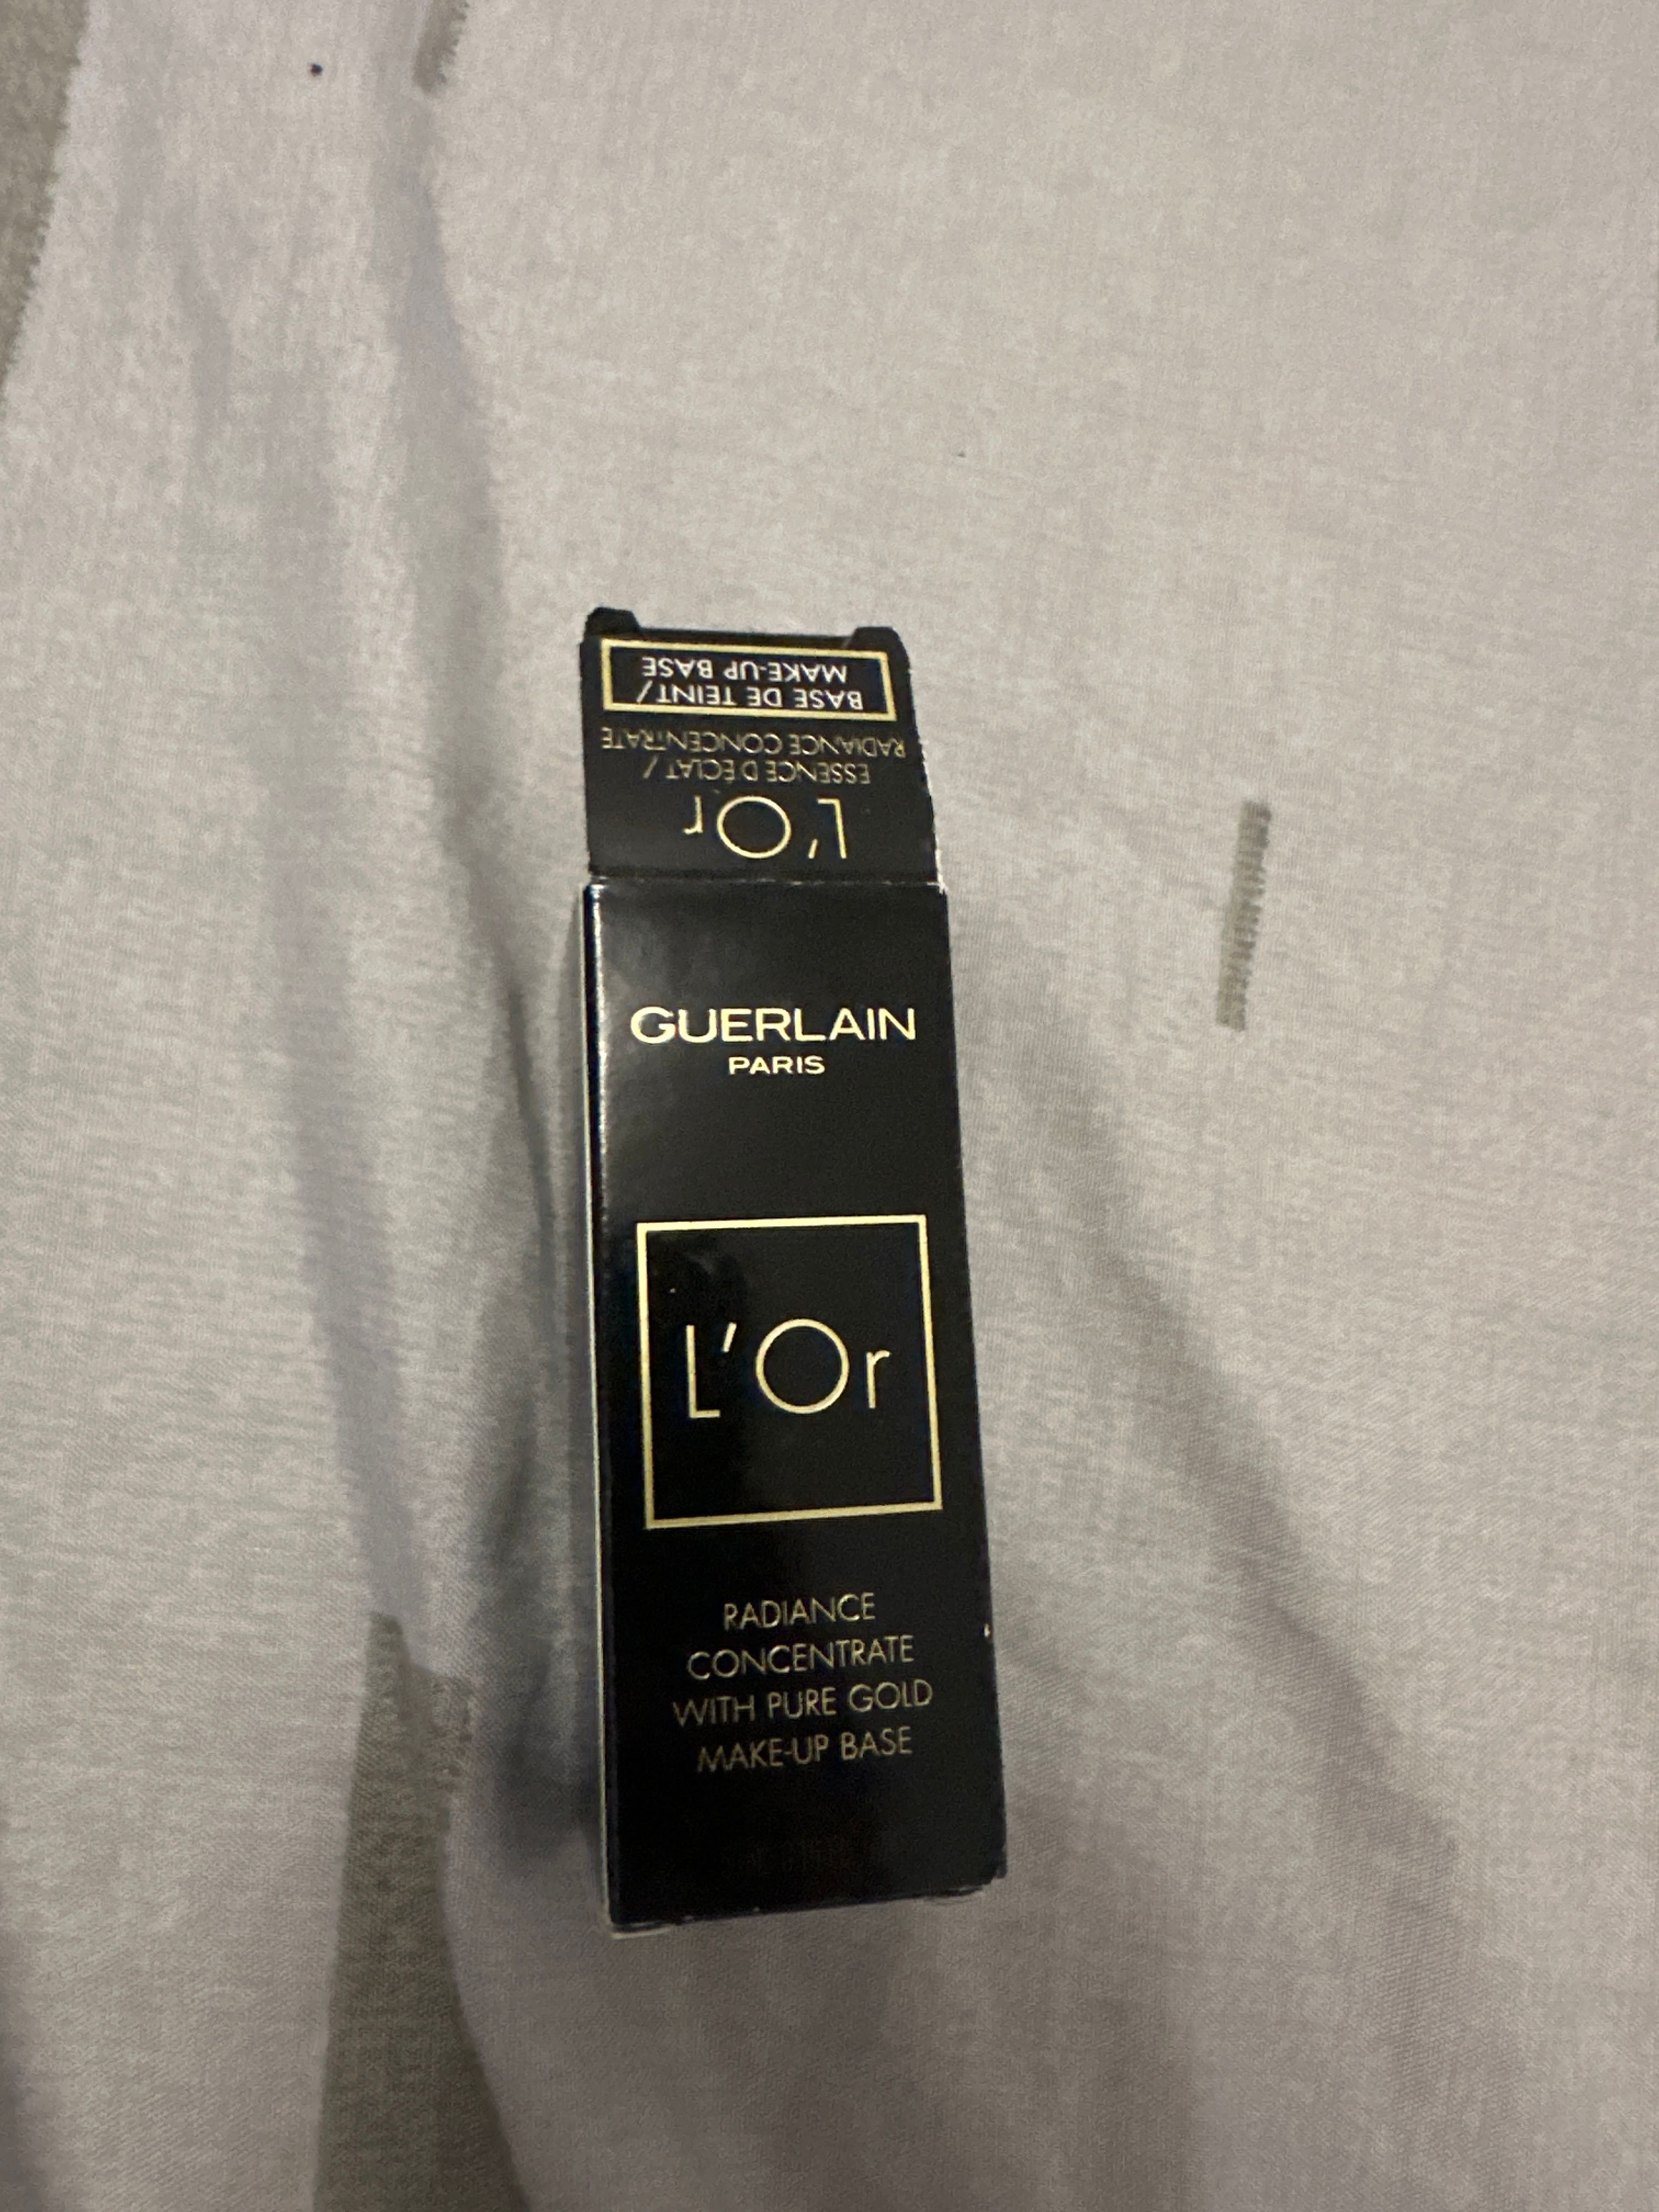 L'Or
ESSENCE D'ÉCLAT /
RADIANCE CONCENTRATE
BASE DE TEINT /
MAKE-UP BASE
GUERLAIN
PARIS
L'Or
RADIANCE
CONCENTRATE
WITH PURE GOLD
MAKE-UP BASE